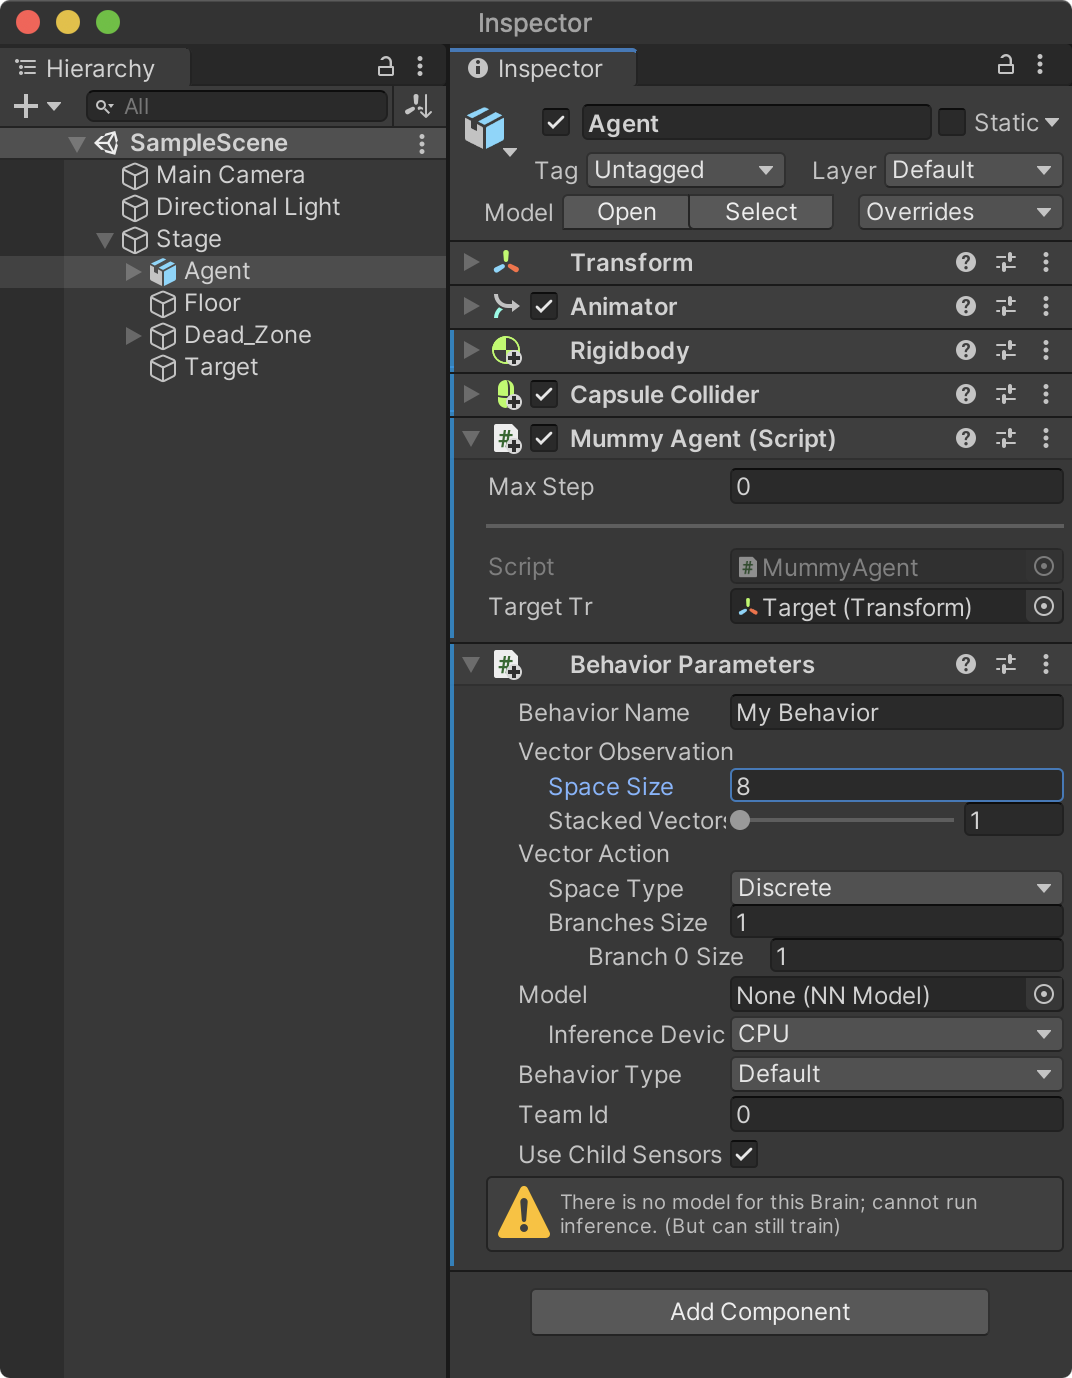 Inspector
Hierarchy
All
SampleScene
Main Camera
Directional Light
Stage
Agent
Floor
Dead_Zone
Target
Inspector
Agent
Static
Tag Untagged Layer Default
Model Open Select Overrides
Transform
Animator
Rigidbody
Capsule Collider
Mummy Agent (Script)
Max Step 0
Script MummyAgent
Target Tr Target (Transform)
Behavior Parameters
Behavior Name My Behavior
Vector Observation
Space Size 8
Stacked Vectors 1
Vector Action
Space Type Discrete
Branches Size 1
Branch 0 Size 1
Model None (NN Model)
Inference Devic CPU
Behavior Type Default
Team Id 0
Use Child Sensors
There is no model for this Brain; cannot run
inference. (But can still train)
Add Component